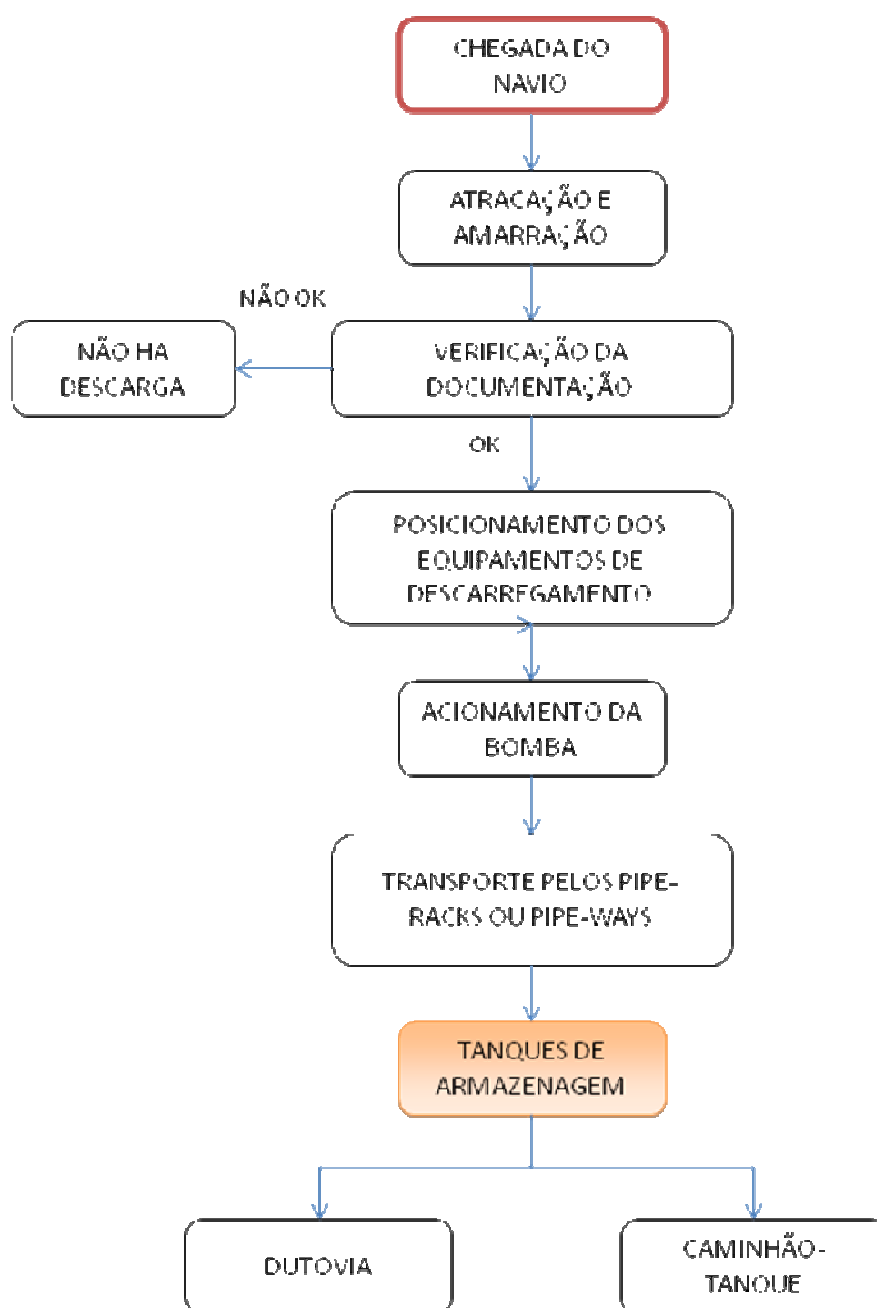 CHEGADA DO
NAVIO
ATRACAÇÃO E
AMARRAÇÃO
NÃO OK
NÃO HA
DESCARGA
VERIFICAÇÃO DA
DOCUMENTAÇÃO
OK
POSICIONAMENTO DOS
EQUIPAMENTOS DE
DESCARREGAMENTO
ACIONAMENTO DA
BOMBA
TRANSPORTE PELOS PIPE-
RACKS OU PIPE-WAYS
TANQUES DE
ARMAZENAGEM
DUTOVIA
CAMINHÃO-
TANQUE